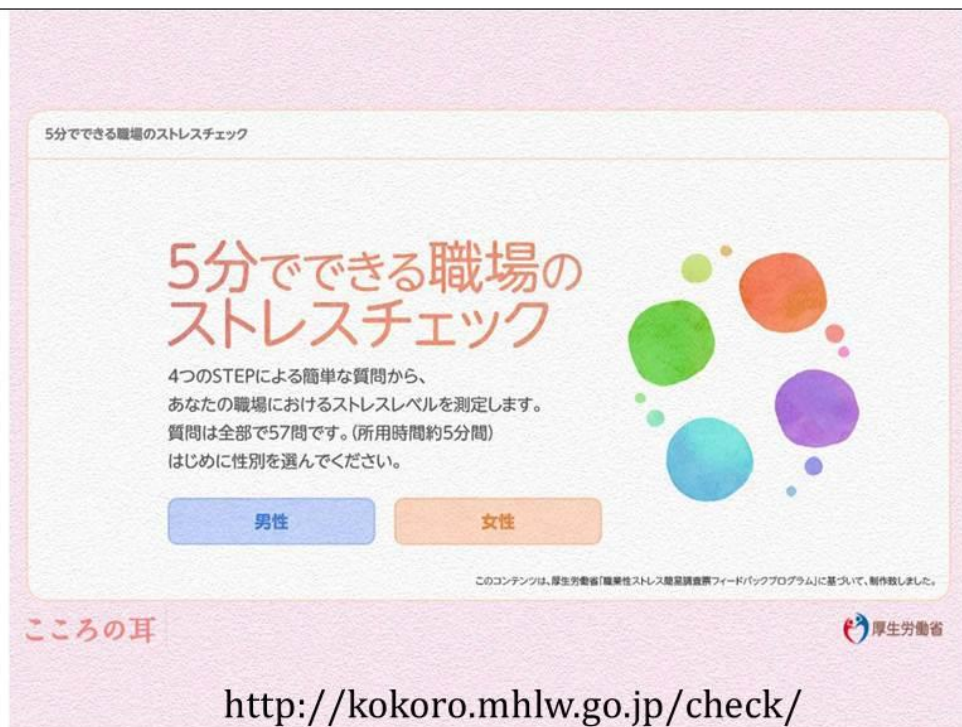 5分でできる職場のストレスチェック
5分でできる職場の
ストレスチェック
4つのSTEPによる簡単な質問から、
あなたの職場におけるストレスレベルを測定します。
質問は全部で57問です。(所用時間約5分間)
はじめに性別を選んでください。
男性
女性
このコンテンツは、厚生労働省「職業性ストレス簡易調査票フィードバックプログラム」に基づいて、制作致しました。
こころの耳
厚生労働省
http://kokoro.mhlw.go.jp/check/